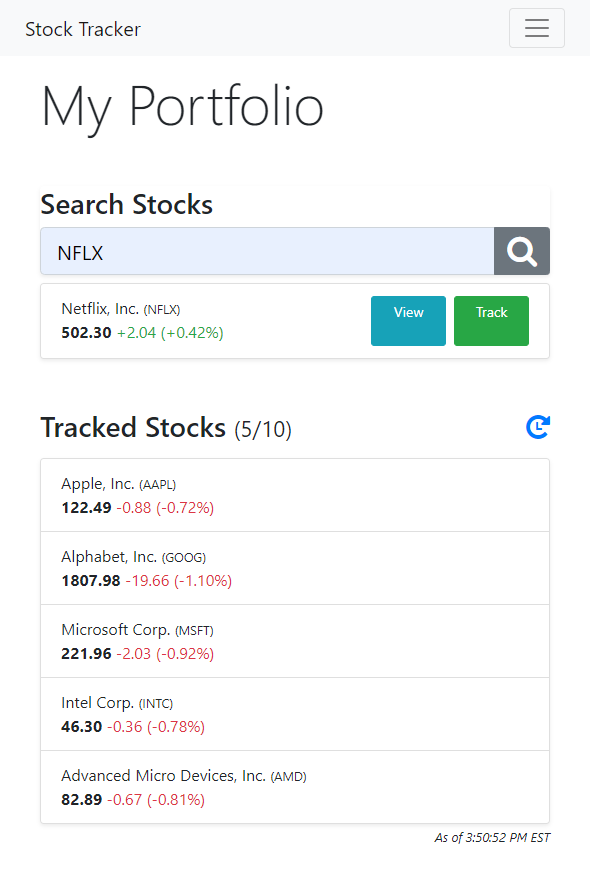 Stock Tracker
My Portfolio
Search Stocks
NFLX
Netflix, Inc. (NFLX)
502.30 +2.04 (+0.42%)
View
Track
Tracked Stocks (5/10)
Apple, Inc. (AAPL)
122.49 -0.88 (-0.72%)
Alphabet, Inc. (GOOG)
1807.98 -19.66 (-1.10%)
Microsoft Corp. (MSFT)
221.96 -2.03 (-0.92%)
Intel Corp. (INTC)
46.30 -0.36 (-0.78%)
Advanced Micro Devices, Inc. (AMD)
82.89 -0.67 (-0.81%)
As of 3:50:52 PM EST